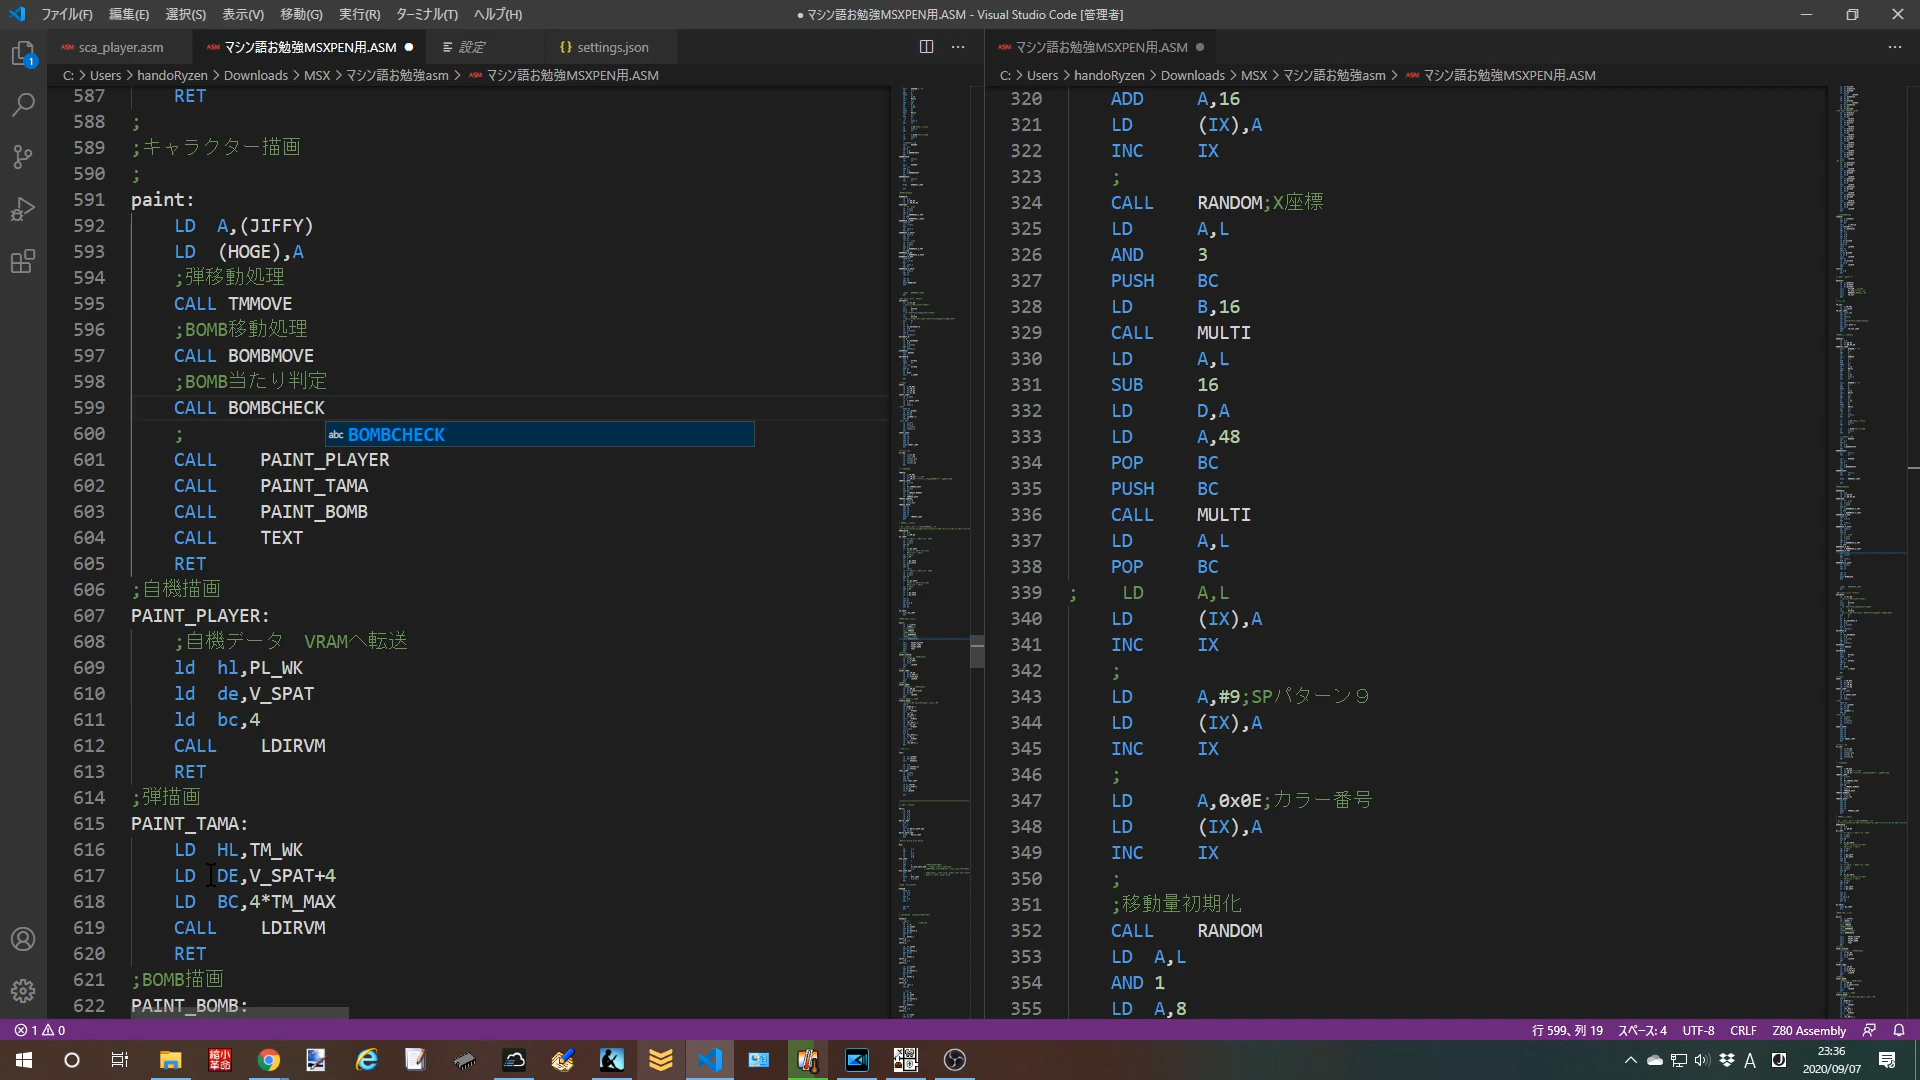 ファイル(F) 編集(E) 選択(S) 表示(V) 移動(G) 実行(R) ターミナル(T) ヘルプ(H)
● マシン語お勉強MSXPEN用.ASM - Visual Studio Code [管理者]
sca_player.asm マシン語お勉強MSXPEN用.ASM ● 設定 {} settings.json
C: > Users > handoRyzen > Downloads > MSX > マシン語お勉強asm > マシン語お勉強MSXPEN用.ASM
587 RET
588 ;
589 ;キャラクター描画
590 ;
591 paint:
592 LD A,(JIFFY)
593 LD (HOGE),A
594 ;弾移動処理
595 CALL TMMOVE
596 ;BOMB移動処理
597 CALL BOMBMOVE
598 ;BOMB当たり判定
599 CALL BOMBCHECK
600 ;
abc BOMBCHECK
601 CALL PAINT_PLAYER
602 CALL PAINT_TAMA
603 CALL PAINT_BOMB
604 CALL TEXT
605 RET
606 ;自機描画
607 PAINT_PLAYER:
608 ;自機データ VRAMへ転送
609 ld hl,PL_WK
610 ld de,V_SPAT
611 ld bc,4
612 CALL LDIRVM
613 RET
614 ;弾描画
615 PAINT_TAMA:
616 LD HL,TM_WK
617 LD DE,V_SPAT+4
618 LD BC,4*TM_MAX
619 CALL LDIRVM
620 RET
621 ;BOMB描画
622 PAINT_BOMB:
マシン語お勉強MSXPEN用.ASM ●
C: > Users > handoRyzen > Downloads > MSX > マシン語お勉強asm > マシン語お勉強MSXPEN用.ASM
320 ADD A,16
321 LD (IX),A
322 INC IX
323 ;
324 CALL RANDOM;X座標
325 LD A,L
326 AND 3
327 PUSH BC
328 LD B,16
329 CALL MULTI
330 LD A,L
331 SUB 16
332 LD D,A
333 LD A,48
334 POP BC
335 PUSH BC
336 CALL MULTI
337 LD A,L
338 POP BC
339 ; LD A,L
340 LD (IX),A
341 INC IX
342 ;
343 LD A,#9;SPパターン９
344 LD (IX),A
345 INC IX
346 ;
347 LD A,0x0E;カラー番号
348 LD (IX),A
349 INC IX
350 ;
351 ;移動量初期化
352 CALL RANDOM
353 LD A,L
354 AND 1
355 LD A,8
1 0
行 599、列 19 スペース: 4 UTF-8 CRLF Z80 Assembly
縮小
革命
A J
23:36
2020/09/07